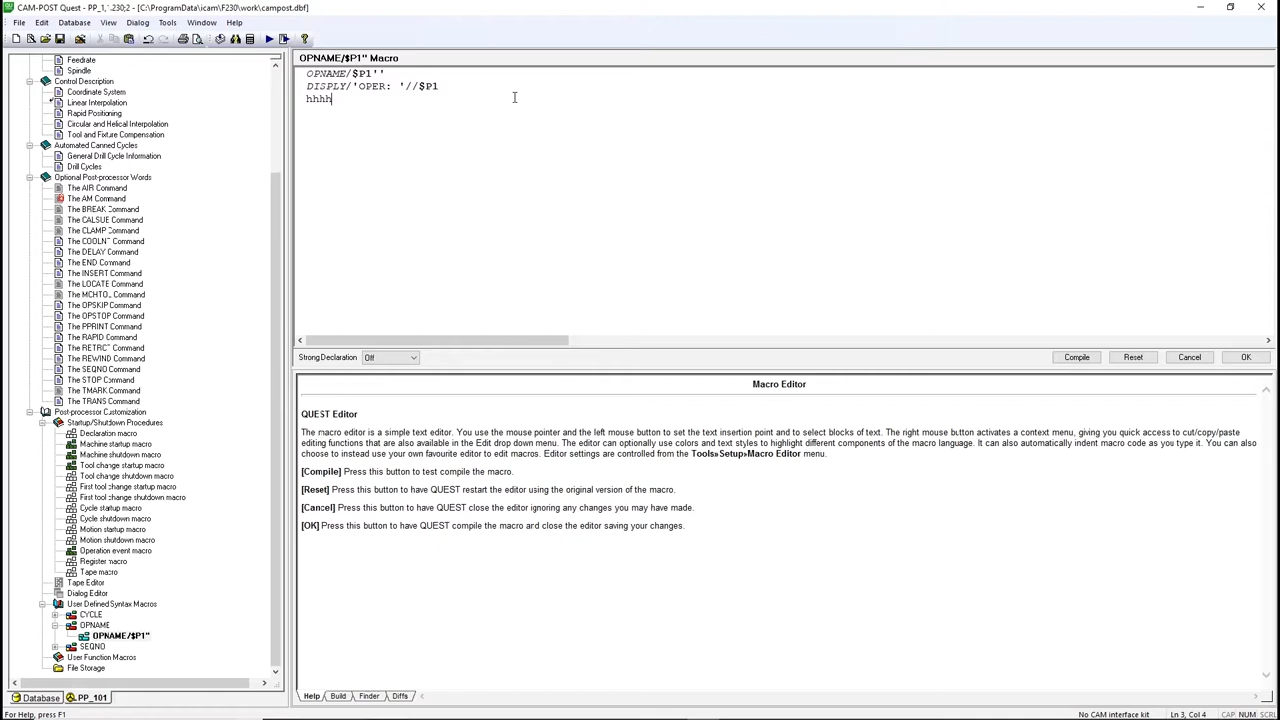 CAM-POST Quest - PP_1,'.230;2 - [C:\ProgramData\icam\F230\work\campost.dbf]
File Edit Database View Dialog Tools Window Help
Feedrate
Spindle
Control Description
Coordinate System
Linear Interpolation
Rapid Positioning
Circular and Helical Interpolation
Tool and Fixture Compensation
Automated Canned Cycles
General Drill Cycle Information
Drill Cycles
Optional Post-processor Words
The AIR Command
The AM Command
The BREAK Command
The CALSUE Command
The CLAMP Command
The COOLNT Command
The DELAY Command
The END Command
The INSERT Command
The LOCATE Command
The MCHTO_ Command
The OPSKIP Command
The OPSTOP Command
The PPRINT Command
The RAPID Command
The RETRCT Command
The REWIND Command
The SEQNO Command
The STOP Command
The TMARK Command
The TRANS Command
Post-processor Customization
Startup/Shutdown Procedures
Declaration macro
Machine startup macro
Machine shutdown macro
Tool change startup macro
Tool change shutdown macro
First tool change startup macro
First tool change shutdown macro
Cycle startup macro
Cycle shutdown macro
Motion startup macro
Motion shutdown macro
Operation event macro
Register macro
Tape macro
Tape Editor
Dialog Editor
User Defined Syntax Macros
CYCLE
OPNAME
OPNAME/$P1"
SEQNO
User Function Macros
File Storage
Database PP_101
OPNAME/$P1" Macro
OPNAME/$P1''
DISPLY/'OPER: '//$P1
hhhh
Strong Declaration Off Compile Reset Cancel OK
Macro Editor
QUEST Editor
The macro editor is a simple text editor. You use the mouse pointer and the left mouse button to set the text insertion point and to select blocks of text. The right mouse button activates a context menu, giving you quick access to cut/copy/paste
editing functions that are also available in the Edit drop down menu. The editor can optionally use colors and text styles to highlight different components of the macro language. It can also automatically indent macro code as you type it. You can also
choose to instead use your own favourite editor to edit macros. Editor settings are controlled from the Tools»Setup»Macro Editor menu.
[Compile] Press this button to test compile the macro.
[Reset] Press this button to have QUEST restart the editor using the original version of the macro.
[Cancel] Press this button to have QUEST close the editor ignoring any changes you may have made.
[OK] Press this button to have QUEST compile the macro and close the editor saving your changes.
Help Build Finder Diffs
For Help, press F1 No CAM interface kit Ln 3, Col 4 CAP NUM SCRL